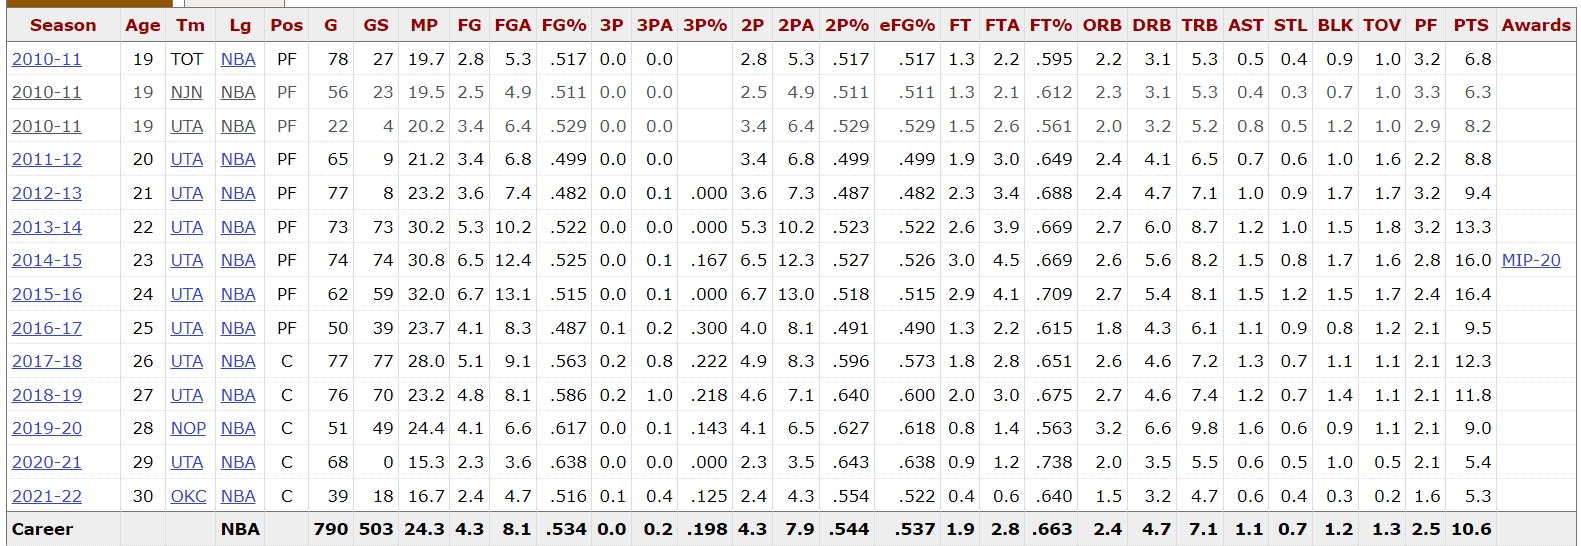 Season Age Tm Lg Pos G GS MP FG FGA FG% 3P 3PA 3P% 2P 2PA 2P% eFG% FT FTA FT% ORB DRB TRB AST STL BLK TOV PF PTS Awards
2010-11 19 TOT NBA PF 78 27 19.7 2.8 5.3 .517 0.0 0.0 2.8 5.3 .517 .517 1.3 2.2 .595 2.2 3.1 5.3 0.5 0.4 0.9 1.0 3.2 6.8
2010-11 19 NJN NBA PF 56 23 19.5 2.5 4.9 .511 0.0 0.0 2.5 4.9 .511 .511 1.3 2.1 .612 2.3 3.1 5.3 0.4 0.3 0.7 1.0 3.3 6.3
2010-11 19 UTA NBA PF 22 4 20.2 3.4 6.4 .529 0.0 0.0 3.4 6.4 .529 .529 1.5 2.6 .561 2.0 3.2 5.2 0.8 0.5 1.2 1.0 2.9 8.2
2011-12 20 UTA NBA PF 65 9 21.2 3.4 6.8 .499 0.0 0.0 3.4 6.8 .499 .499 1.9 3.0 .649 2.4 4.1 6.5 0.7 0.6 1.0 1.6 2.2 8.8
2012-13 21 UTA NBA PF 77 8 23.2 3.6 7.4 .482 0.0 0.1 .000 3.6 7.3 .487 .482 2.3 3.4 .688 2.4 4.7 7.1 1.0 0.9 1.7 1.7 3.2 9.4
2013-14 22 UTA NBA PF 73 73 30.2 5.3 10.2 .522 0.0 0.0 .000 5.3 10.2 .523 .522 2.6 3.9 .669 2.7 6.0 8.7 1.2 1.0 1.5 1.8 3.2 13.3
2014-15 23 UTA NBA PF 74 74 30.8 6.5 12.4 .525 0.0 0.1 .167 6.5 12.3 .527 .526 3.0 4.5 .669 2.6 5.6 8.2 1.5 0.8 1.7 1.6 2.8 16.0 MIP-20
2015-16 24 UTA NBA PF 62 59 32.0 6.7 13.1 .515 0.0 0.1 .000 6.7 13.0 .518 .515 2.9 4.1 .709 2.7 5.4 8.1 1.5 1.2 1.5 1.7 2.4 16.4
2016-17 25 UTA NBA PF 50 39 23.7 4.1 8.3 .487 0.1 0.2 .300 4.0 8.1 .491 .490 1.3 2.2 .615 1.8 4.3 6.1 1.1 0.9 0.8 1.2 2.1 9.5
2017-18 26 UTA NBA C 77 77 28.0 5.1 9.1 .563 0.2 0.8 .222 4.9 8.3 .596 .573 1.8 2.8 .651 2.6 4.6 7.2 1.3 0.7 1.1 1.1 2.1 12.3
2018-19 27 UTA NBA C 76 70 23.2 4.8 8.1 .586 0.2 1.0 .218 4.6 7.1 .640 .600 2.0 3.0 .675 2.7 4.6 7.4 1.2 0.7 1.4 1.1 2.1 11.8
2019-20 28 NOP NBA C 51 49 24.4 4.1 6.6 .617 0.0 0.1 .143 4.1 6.5 .627 .618 0.8 1.4 .563 3.2 6.6 9.8 1.6 0.6 0.9 1.1 2.1 9.0
2020-21 29 UTA NBA C 68 0 15.3 2.3 3.6 .638 0.0 0.0 .000 2.3 3.5 .643 .638 0.9 1.2 .738 2.0 3.5 5.5 0.6 0.5 1.0 0.5 2.1 5.4
2021-22 30 OKC NBA C 39 18 16.7 2.4 4.7 .516 0.1 0.4 .125 2.4 4.3 .554 .522 0.4 0.6 .640 1.5 3.2 4.7 0.6 0.4 0.3 0.2 1.6 5.3
Career NBA 790 503 24.3 4.3 8.1 .534 0.0 0.2 .198 4.3 7.9 .544 .537 1.9 2.8 .663 2.4 4.7 7.1 1.1 0.7 1.2 1.3 2.5 10.6